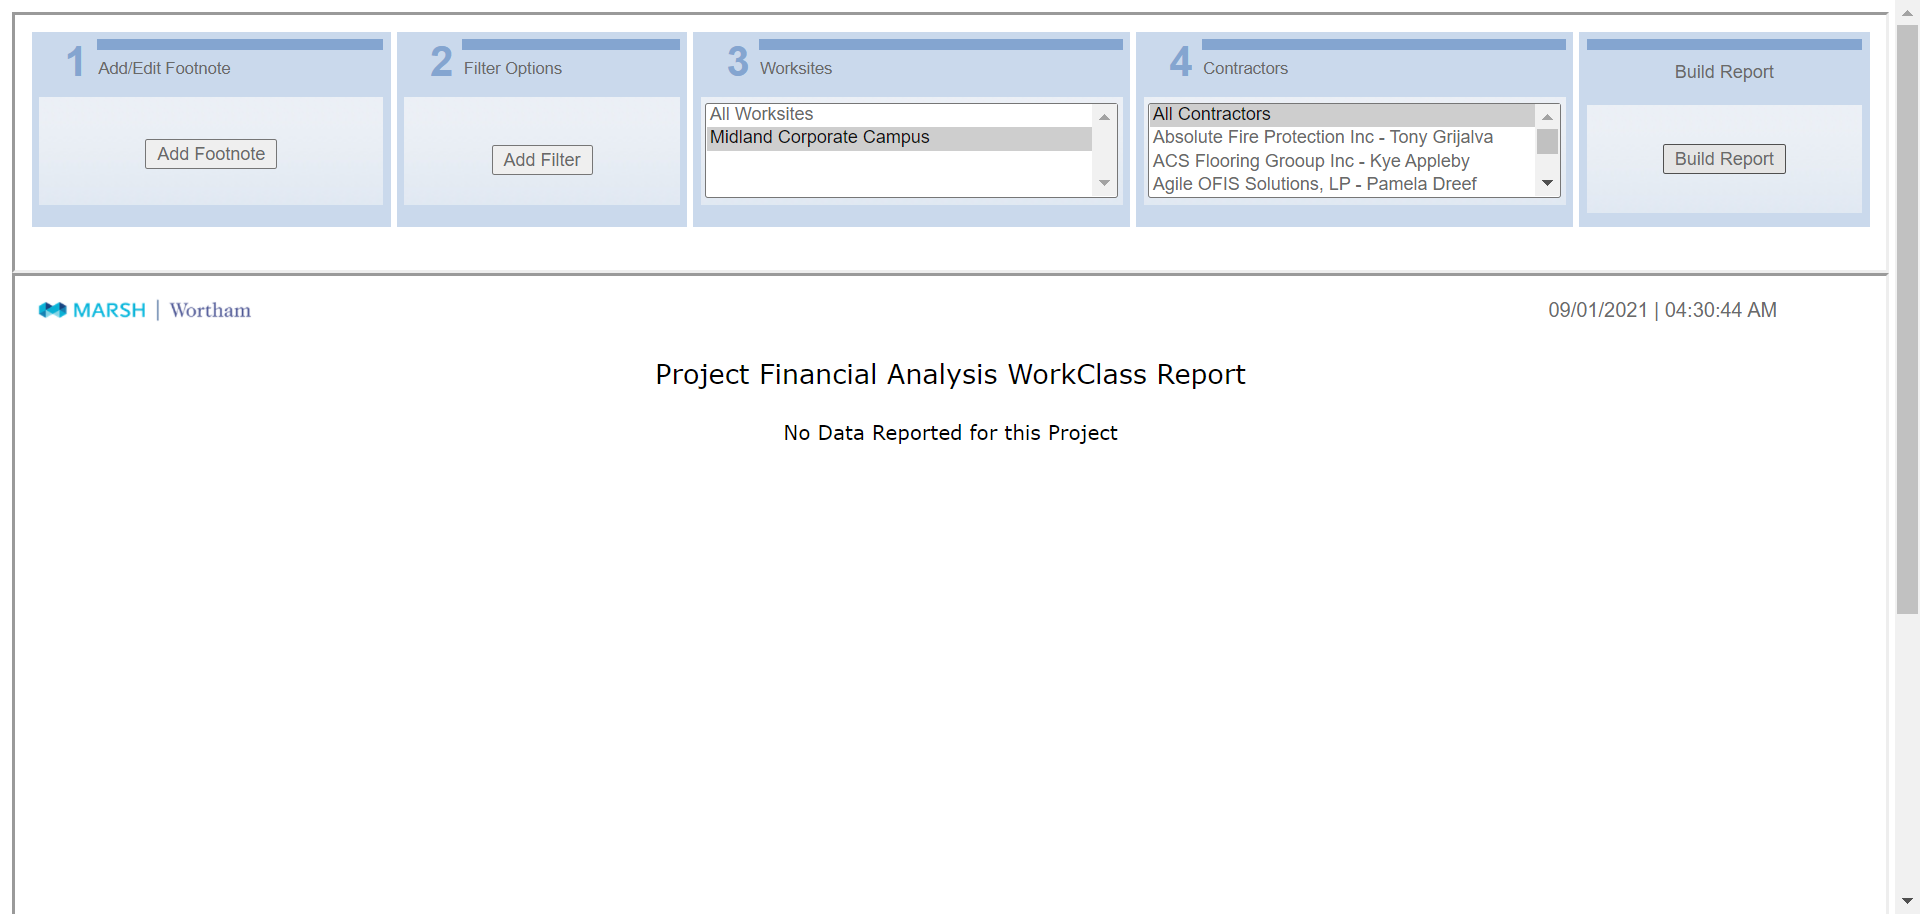 1 Add/Edit Footnote
Add Footnote
2 Filter Options
Add Filter
3 Worksites
All Worksites
Midland Corporate Campus
4 Contractors
All Contractors
Absolute Fire Protection Inc - Tony Grijalva
ACS Flooring Grooup Inc - Kye Appleby
Agile OFIS Solutions, LP - Pamela Dreef
Build Report
Build Report
MARSH | Wortham
09/01/2021 | 04:30:44 AM
Project Financial Analysis WorkClass Report
No Data Reported for this Project